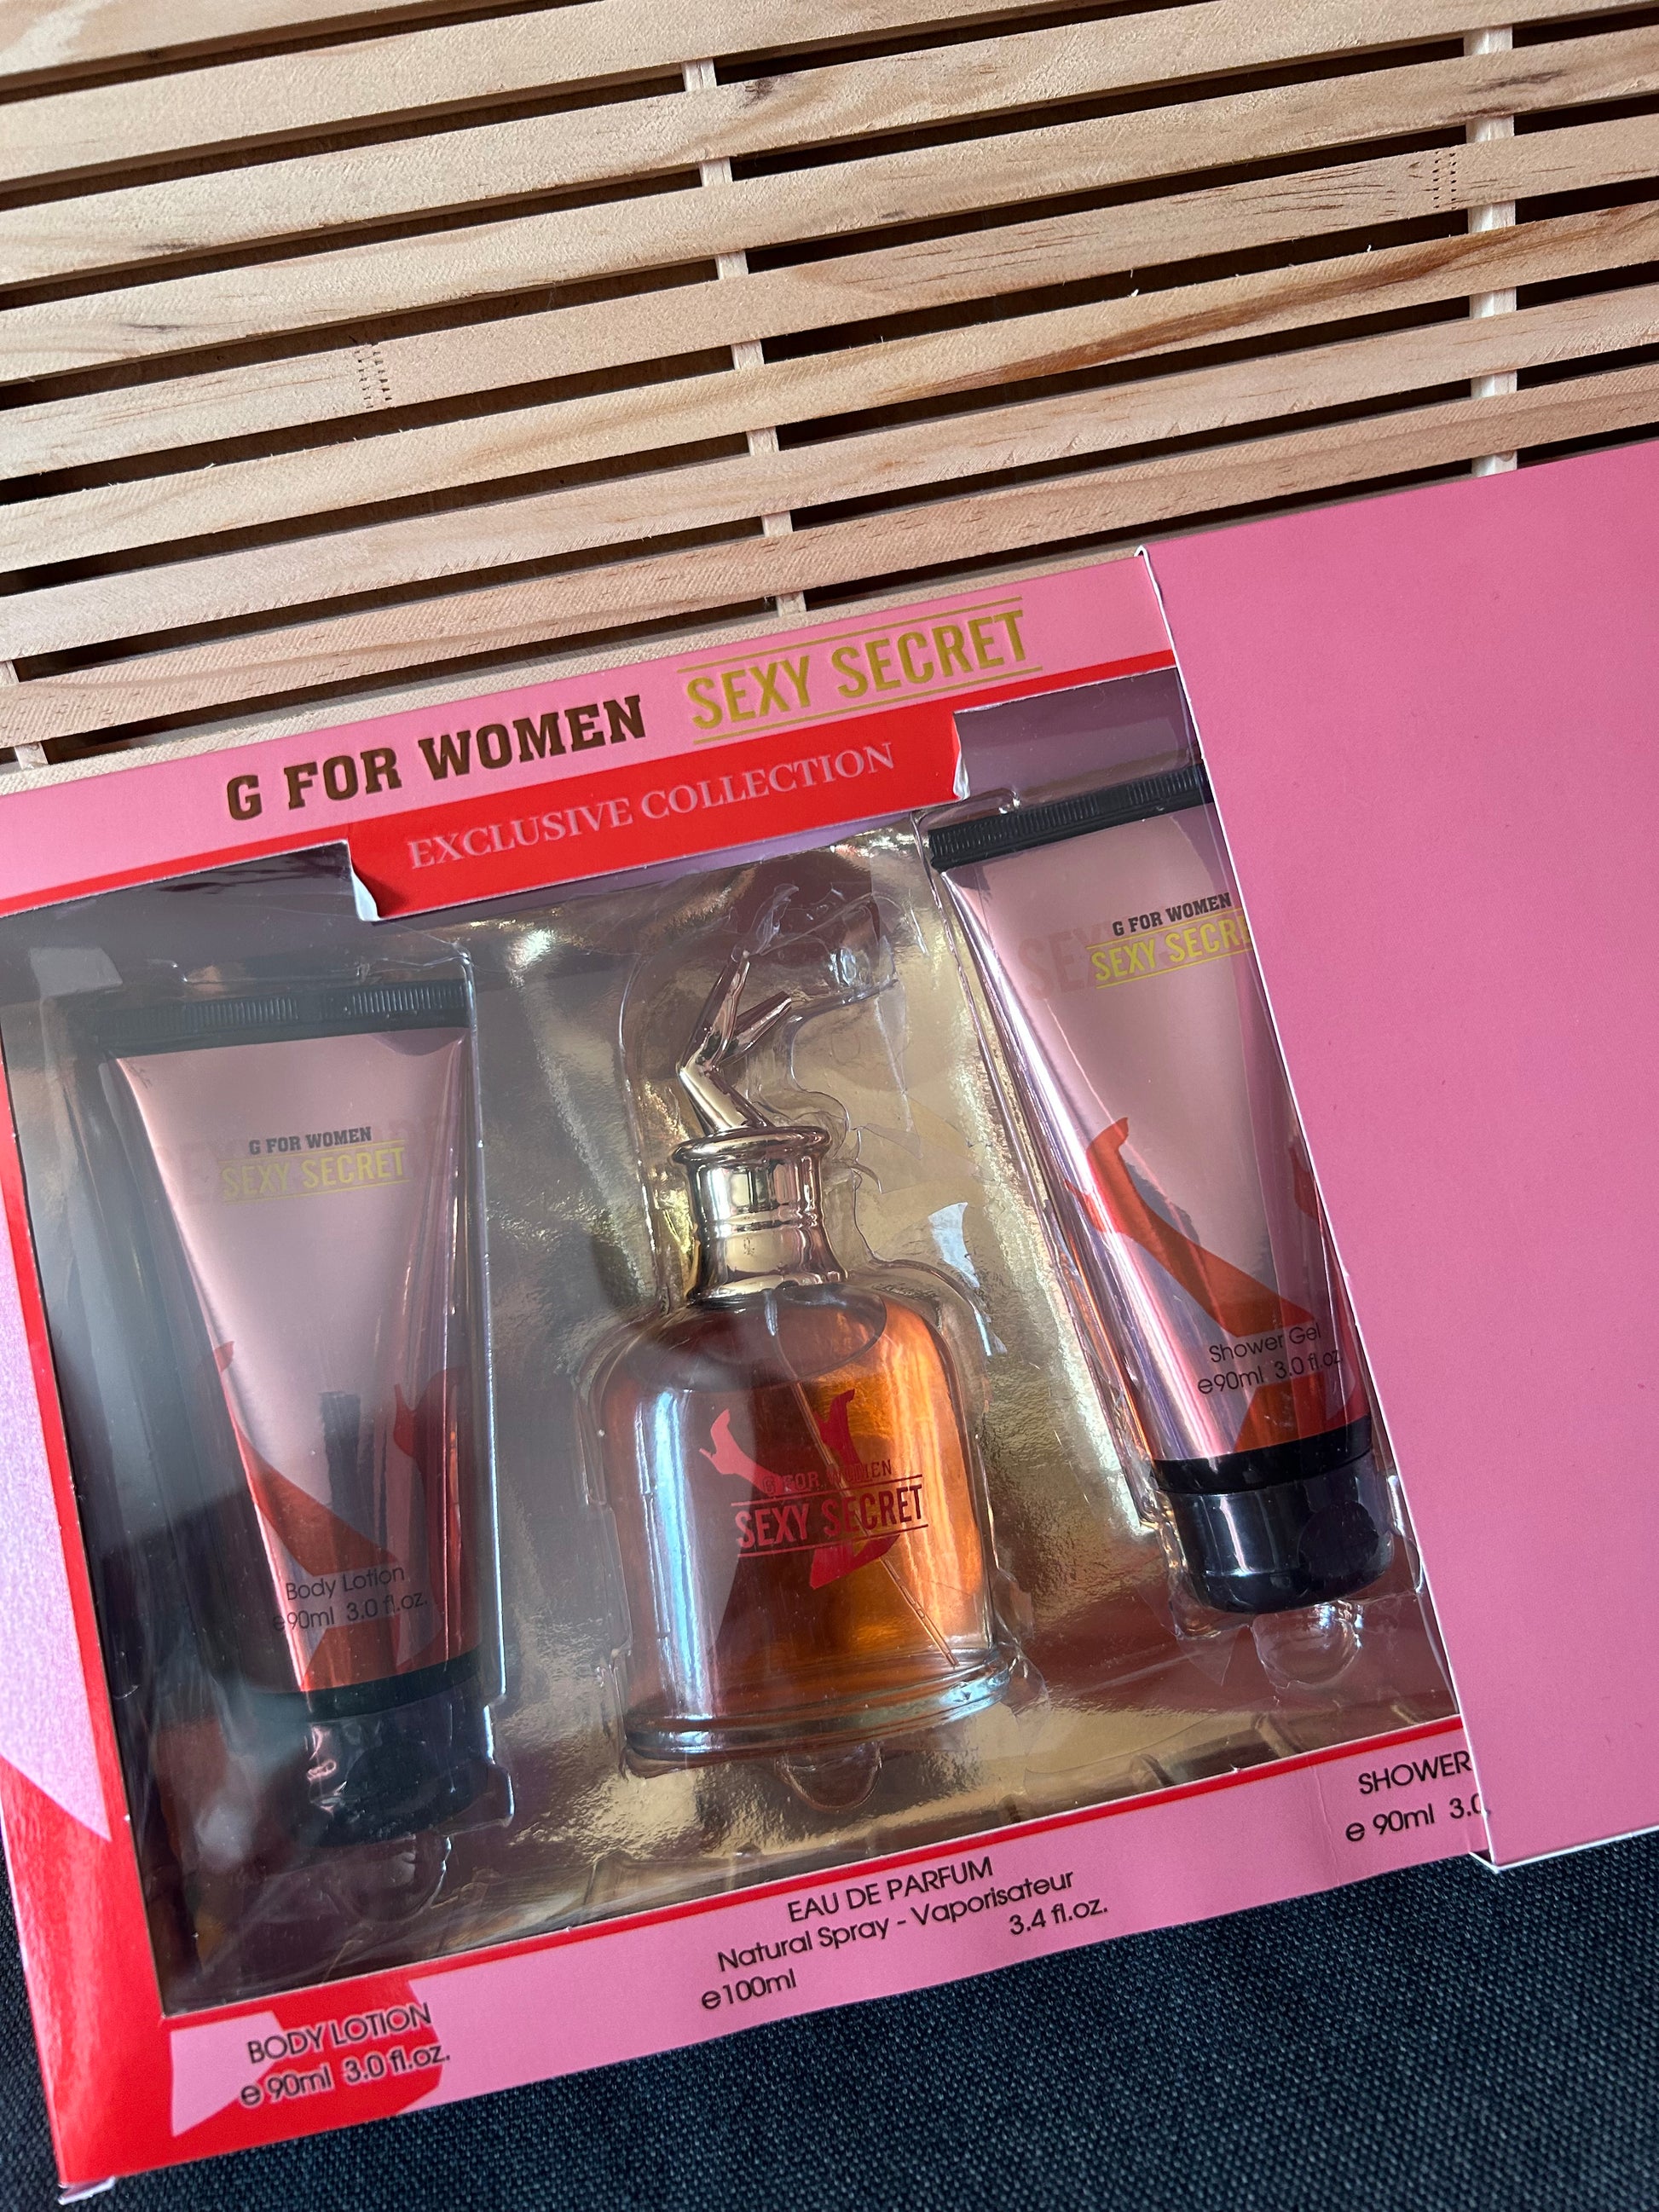 G FOR WOMEN SEXY SECRET
EXCLUSIVE COLLECTION
G FOR WOMEN
SEXY SECRET
Body Lotion
e90ml 3.0 fl.oz.
G FOR WOMEN
SEXY SECRET
G FOR WOMEN
SEXY SECRE
Shower Gel
e90ml 3.0 fl.oz
BODY LOTION
e 90ml 3.0 fl.oz.
EAU DE PARFUM
Natural Spray - Vaporisateur
e100ml 3.4 fl.oz.
SHOWER
e 90ml 3.0